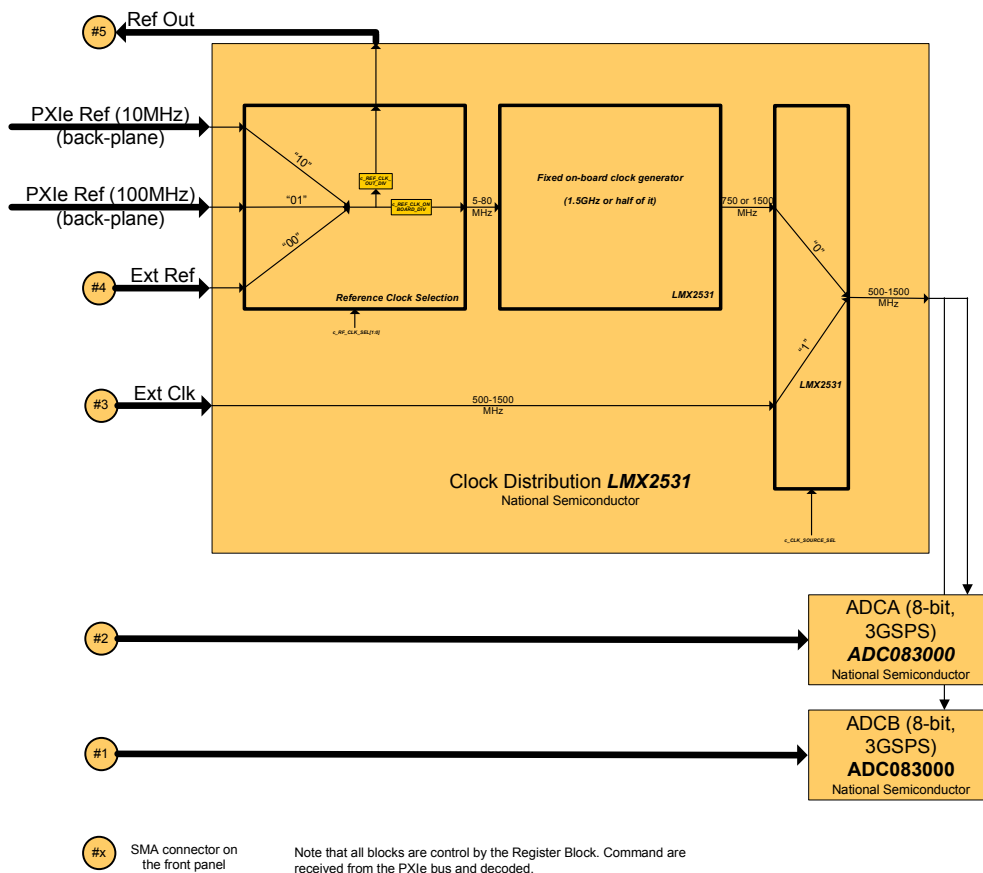 #5
Ref Out
PXIe Ref (10MHz)
(back-plane)
PXIe Ref (100MHz)
(back-plane)
#4
Ext Ref
#3
Ext Clk
"10"
"01"
"00"
c_REF_CLK_
OUT_DIV
c_REF_CLK_ON
BOARD_DIV
Reference Clock Selection
c_RF_CLK_SEL[1:0]
5-80
MHz
Fixed on-board clock generator
(1.5GHz or half of it)
LMX2531
750 or 1500
MHz
"0"
"1"
LMX2531
500-1500
MHz
500-1500
MHz
c_CLK_SOURCE_SEL
Clock Distribution LMX2531
National Semiconductor
#2
ADCA (8-bit,
3GSPS)
ADC083000
National Semiconductor
#1
ADCB (8-bit,
3GSPS)
ADC083000
National Semiconductor
#x
SMA connector on
the front panel
Note that all blocks are control by the Register Block. Command are
received from the PXIe bus and decoded.